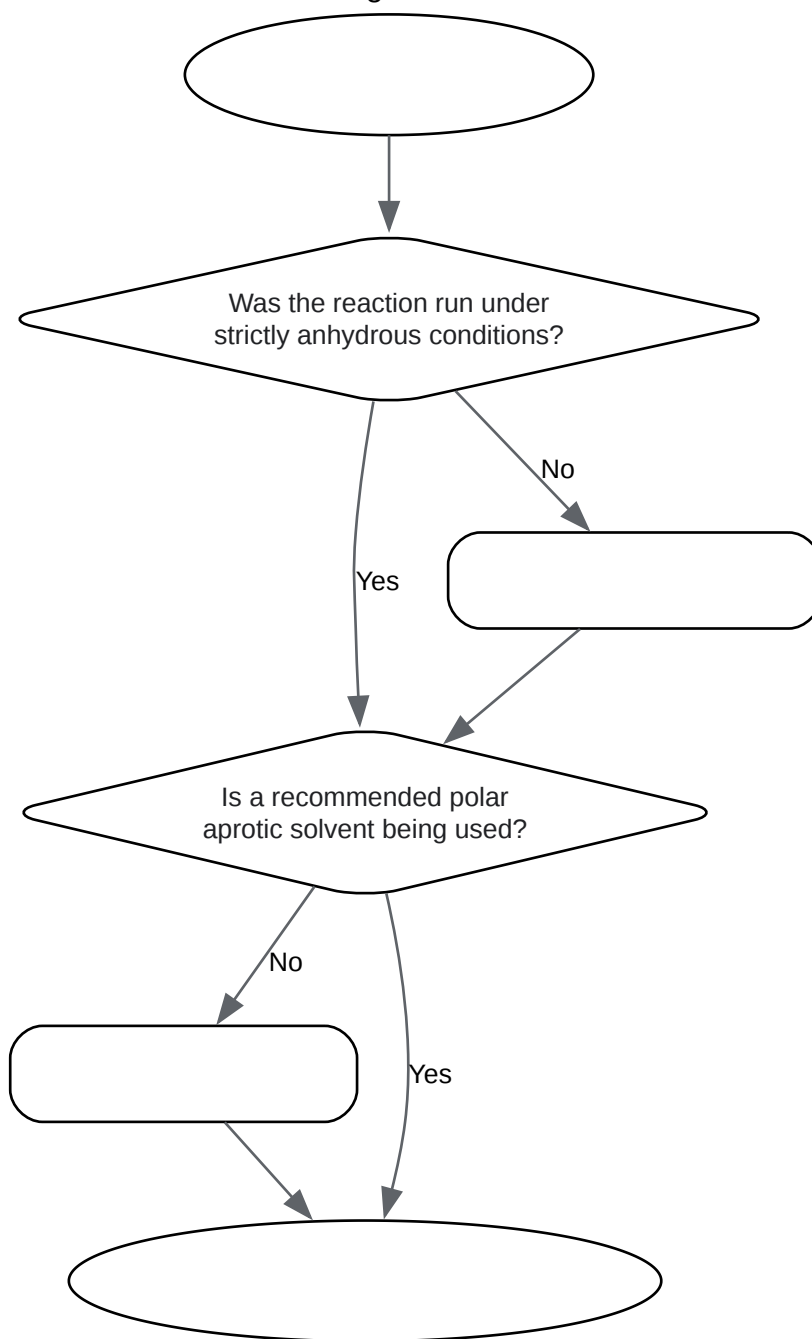 Was the reaction run under
strictly anhydrous conditions?
No
Yes
Is a recommended polar
aprotic solvent being used?
No
Yes